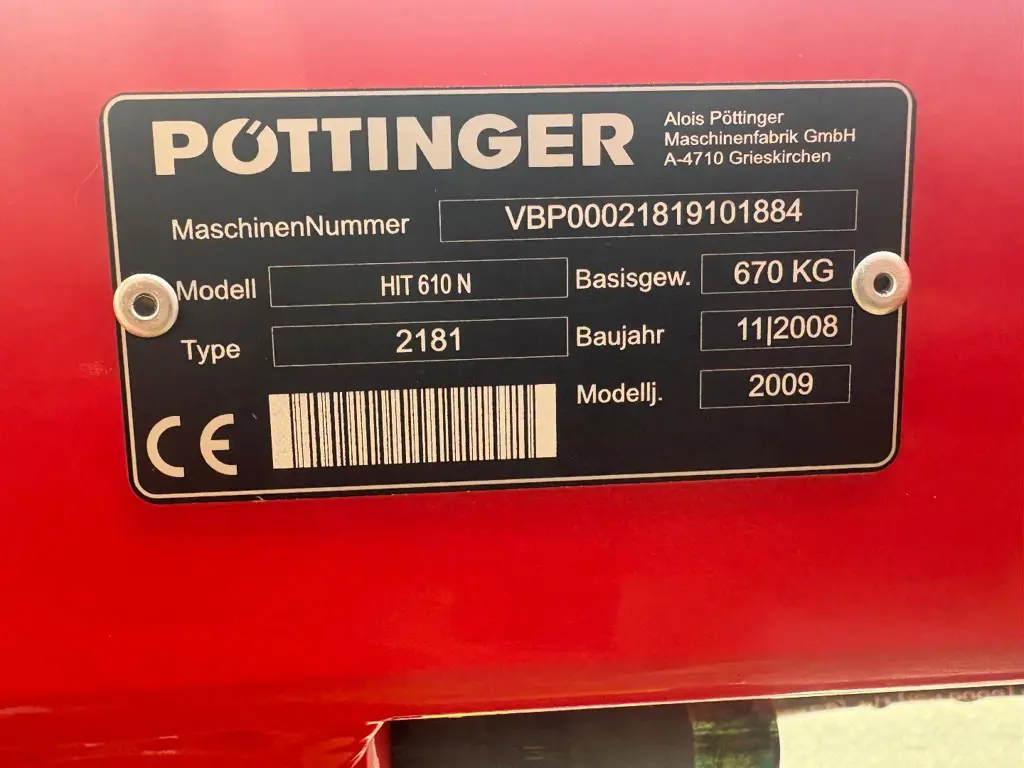 PÖTTINGER
Alois Pöttinger
Maschinenfabrik GmbH
A-4710 Grieskirchen
MaschinenNummer VBP00021819101884
Modell HIT 610 N Basisgew. 670 KG
Type 2181 Baujahr 11|2008
Modellj. 2009
CE